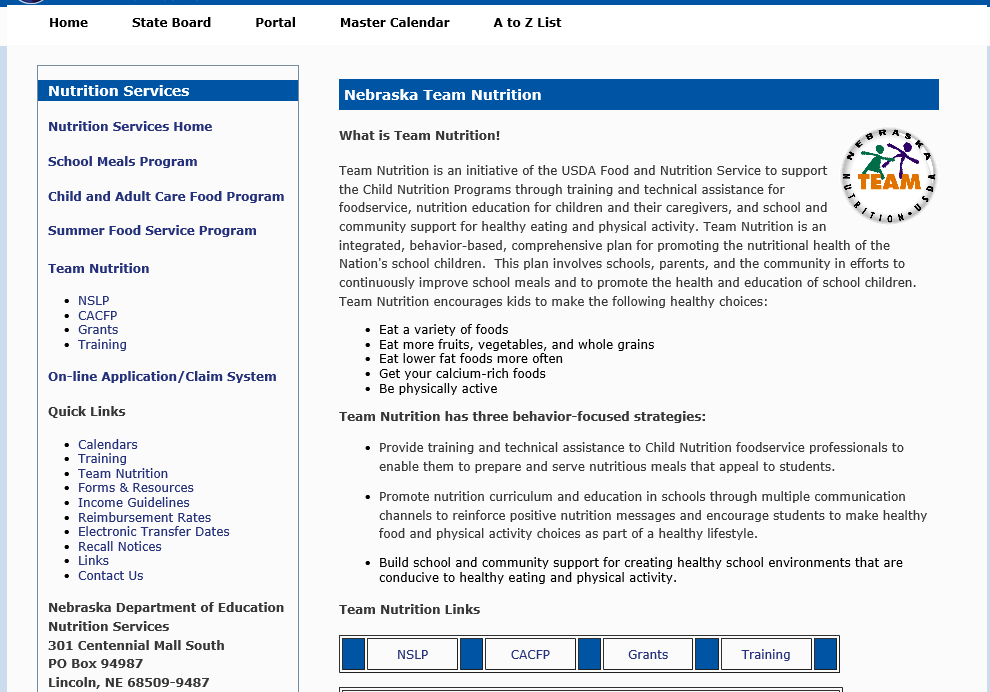 Home State Board Portal Master Calendar A to Z List
Nutrition Services
Nutrition Services Home
School Meals Program
Child and Adult Care Food Program
Summer Food Service Program
Team Nutrition
NSLP
CACFP
Grants
Training
On-line Application/Claim System
Quick Links
Calendars
Training
Team Nutrition
Forms & Resources
Income Guidelines
Reimbursement Rates
Electronic Transfer Dates
Recall Notices
Links
Contact Us
Nebraska Department of Education
Nutrition Services
301 Centennial Mall South
PO Box 94987
Lincoln, NE 68509-9487
Nebraska Team Nutrition
What is Team Nutrition!
NEBRASKA
TEAM
NUTRITION • USDA
Team Nutrition is an initiative of the USDA Food and Nutrition Service to support
the Child Nutrition Programs through training and technical assistance for
foodservice, nutrition education for children and their caregivers, and school and
community support for healthy eating and physical activity. Team Nutrition is an
integrated, behavior-based, comprehensive plan for promoting the nutritional health of the
Nation's school children.  This plan involves schools, parents, and the community in efforts to
continuously improve school meals and to promote the health and education of school children.
Team Nutrition encourages kids to make the following healthy choices:
Eat a variety of foods
Eat more fruits, vegetables, and whole grains
Eat lower fat foods more often
Get your calcium-rich foods
Be physically active
Team Nutrition has three behavior-focused strategies:
Provide training and technical assistance to Child Nutrition foodservice professionals to
enable them to prepare and serve nutritious meals that appeal to students.
Promote nutrition curriculum and education in schools through multiple communication
channels to reinforce positive nutrition messages and encourage students to make healthy
food and physical activity choices as part of a healthy lifestyle.
Build school and community support for creating healthy school environments that are
conducive to healthy eating and physical activity.
Team Nutrition Links
NSLP CACFP Grants Training